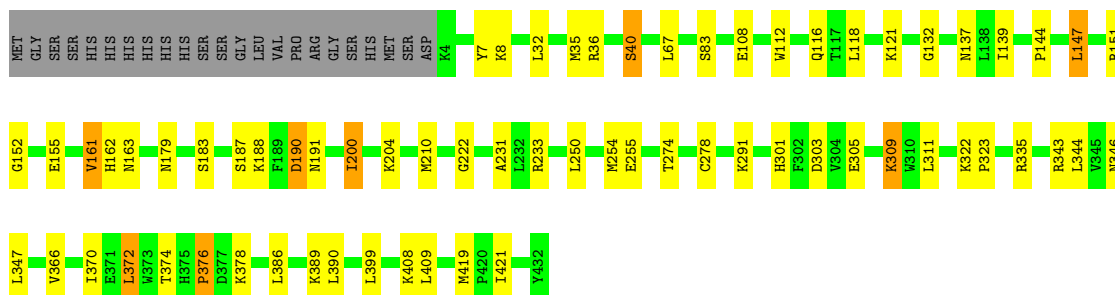 MET GLY SER SER HIS HIS HIS HIS HIS HIS SER SER GLY LEU VAL PRO ARG GLY SER HIS MET SER ASP K4 Y7 K8 L32 M35 R36 S40 L67 S83 E108 W112 Q116 T117 L118 K121 G132 N137 L138 I139 P144 L147 R151
G152 E155 V161 H162 N163 N179 S183 S187 K188 F189 D190 N191 I200 K204 M210 G222 A231 L232 R233 L250 M254 E255 T274 C278 K291 H301 F302 D303 V304 E305 K309 W310 L311 K322 P323 R335 R343 L344 V345 N346
L347 V366 I370 E371 L372 W373 T374 H375 P376 D377 K378 L386 K389 L390 L399 K408 L409 M419 P420 I421 Y432